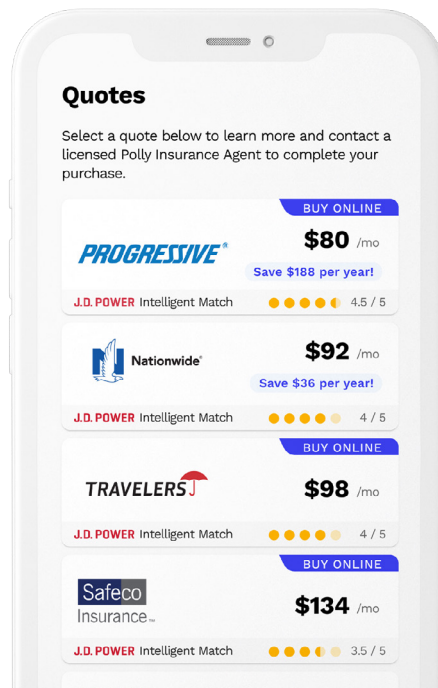 Quotes
Select a quote below to learn more and contact a
licensed Polly Insurance Agent to complete your
purchase.
BUY ONLINE
PROGRESSIVE®
$80 /mo
Save $188 per year!
J.D. POWER Intelligent Match 4.5 / 5
Nationwide®
$92 /mo
Save $36 per year!
J.D. POWER Intelligent Match 4 / 5
BUY ONLINE
TRAVELERS
$98 /mo
J.D. POWER Intelligent Match 4 / 5
BUY ONLINE
Safeco
Insurance™
$134 /mo
J.D. POWER Intelligent Match 3.5 / 5